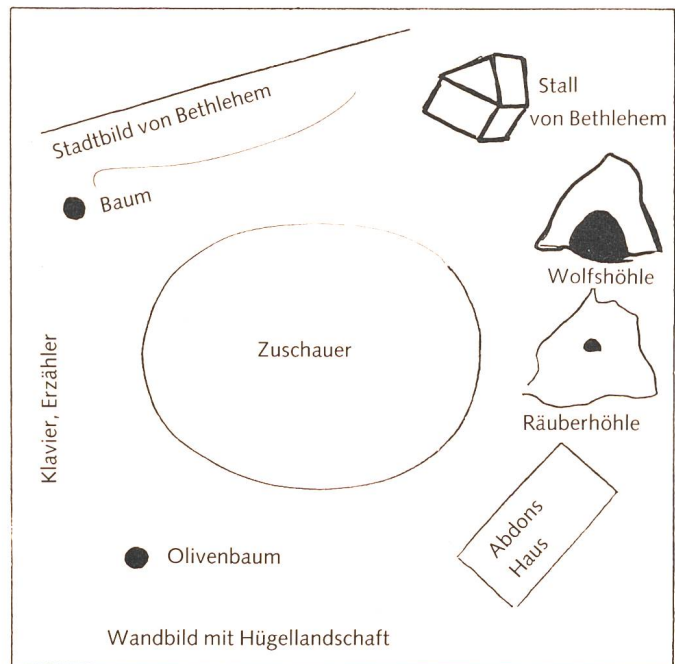 Stadtbild von Bethlehem
Stall
von Bethlehem
Baum
Wolfshöhle
Zuschauer
Klavier, Erzähler
Räuberhöhle
Abdons
Haus
Olivenbaum
Wandbild mit Hügellandschaft